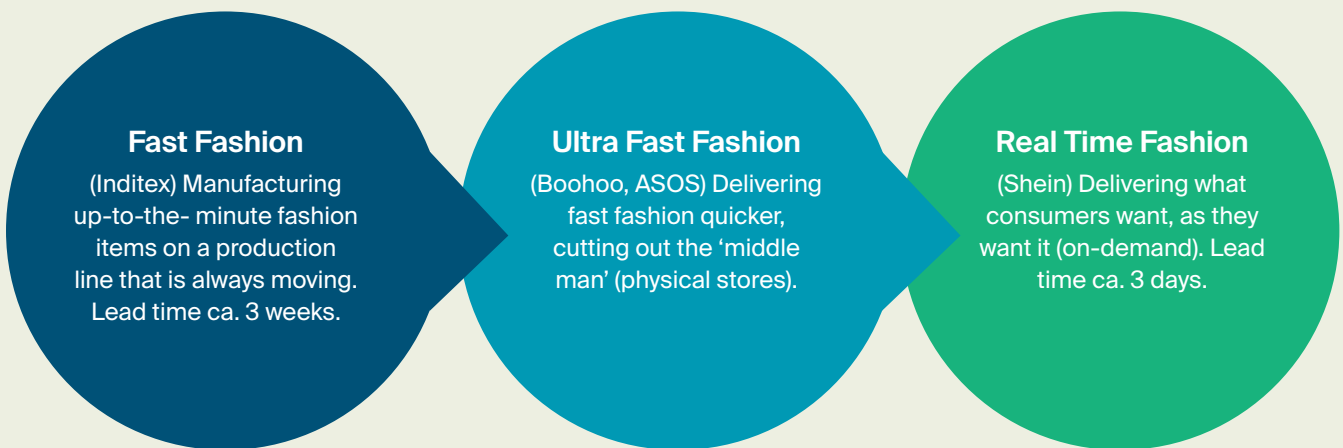 Fast Fashion
(Inditex) Manufacturing
up-to-the- minute fashion
items on a production
line that is always moving.
Lead time ca. 3 weeks.
Ultra Fast Fashion
(Boohoo, ASOS) Delivering
fast fashion quicker,
cutting out the ‘middle
man’ (physical stores).
Real Time Fashion
(Shein) Delivering what
consumers want, as they
want it (on-demand). Lead
time ca. 3 days.